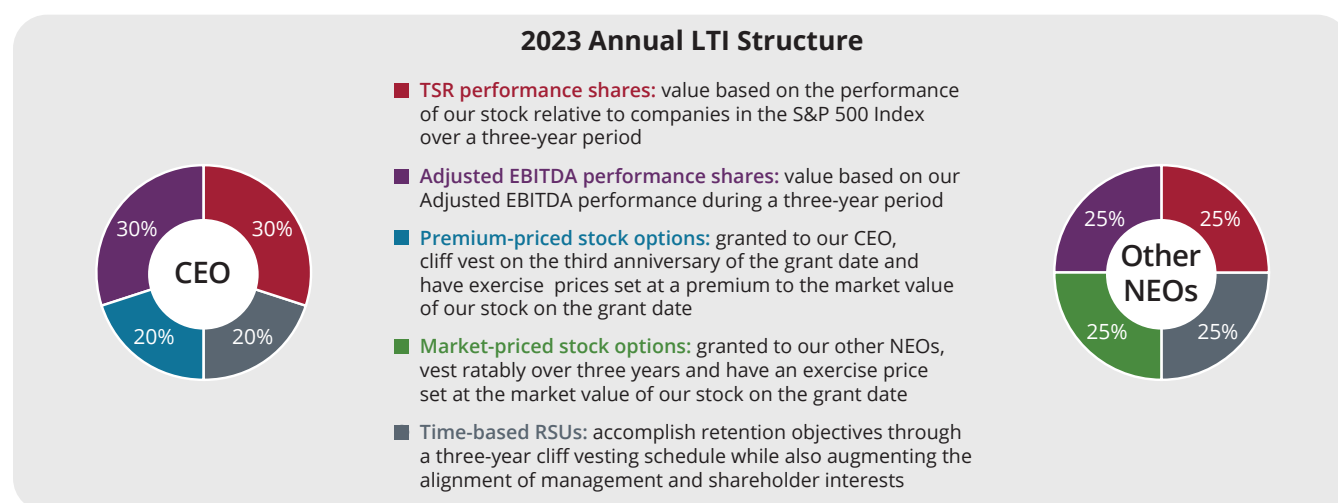 2023 Annual LTI Structure
TSR performance shares: value based on the performance
of our stock relative to companies in the S&P 500 Index
over a three-year period
Adjusted EBITDA performance shares: value based on our
Adjusted EBITDA performance during a three-year period
Premium-priced stock options: granted to our CEO,
cliff vest on the third anniversary of the grant date and
have exercise prices set at a premium to the market value
of our stock on the grant date
Market-priced stock options: granted to our other NEOs,
vest ratably over three years and have an exercise price
set at the market value of our stock on the grant date
Time-based RSUs: accomplish retention objectives through
a three-year cliff vesting schedule while also augmenting the
alignment of management and shareholder interests
30%
30%
CEO
20%
20%
25%
25%
Other
NEOs
25%
25%